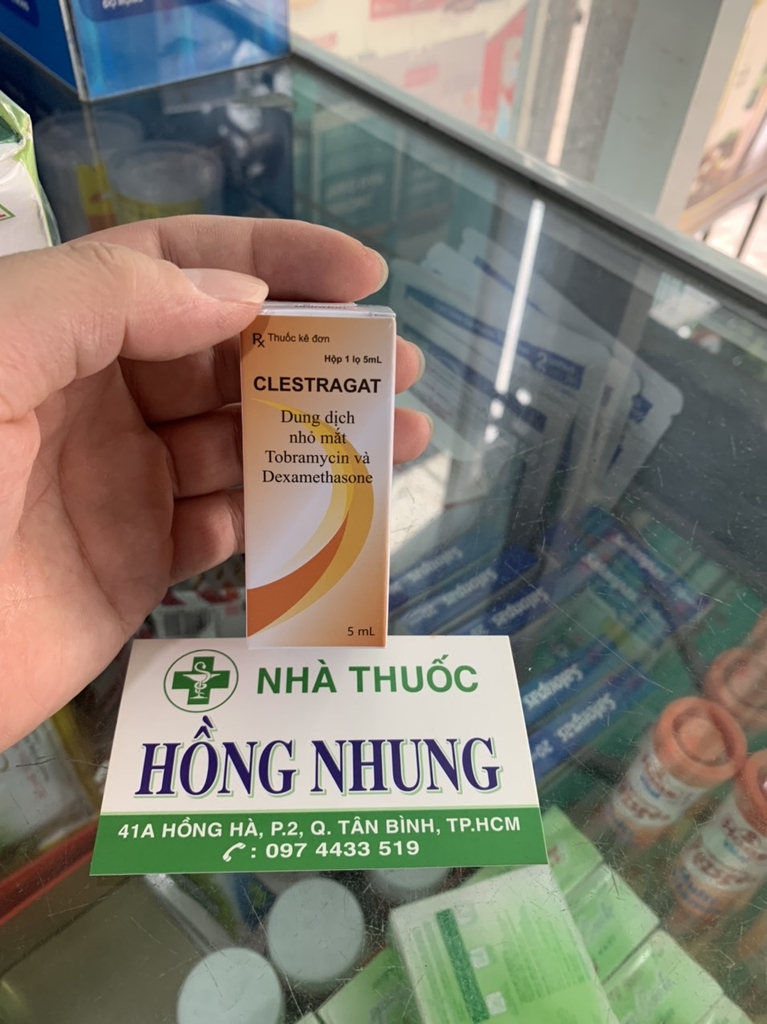 Rx Thuốc kê đơn
Hộp 1 lọ 5mL
CLESTRAGAT
Dung dịch
nhỏ mắt
Tobramycin và
Dexamethasone
5 mL
NHÀ THUỐC
HỒNG NHUNG
41A HỒNG HÀ, P.2, Q. TÂN BÌNH, TP.HCM
: 097 4433 519